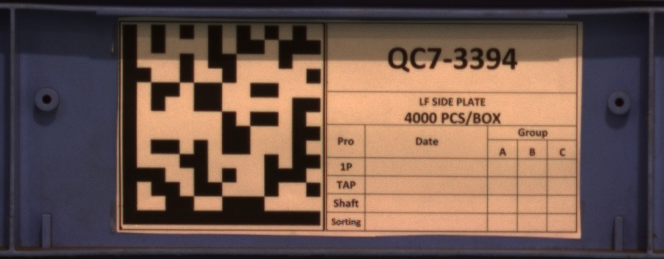 QC7-3394
LF SIDE PLATE
4000 PCS/BOX
Pro Date Group
A B C
1P
TAP
Shaft
Sorting